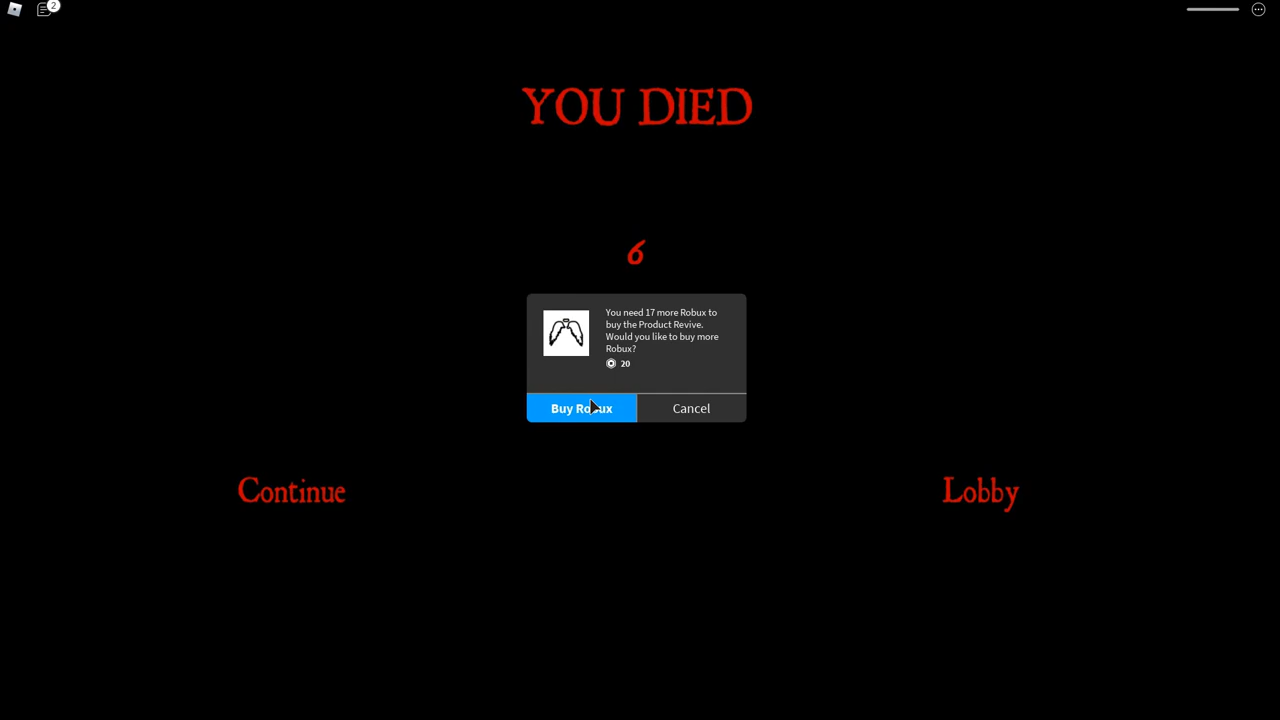 2
YOU DIED
6
You need 17 more Robux to
buy the Product Revive.
Would you like to buy more
Robux?
20
Buy Robux
Cancel
Continue
Lobby